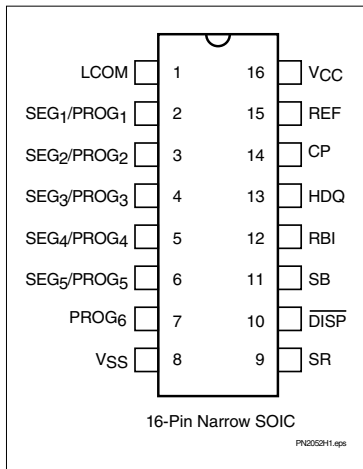 LCOM 1 16 VCC
SEG1/PROG1 2 15 REF
SEG2/PROG2 3 14 CP
SEG3/PROG3 4 13 HDQ
SEG4/PROG4 5 12 RBI
SEG5/PROG5 6 11 SB
PROG6 7 10 DISP
VSS 8 9 SR
16-Pin Narrow SOIC
PN2052H1.eps